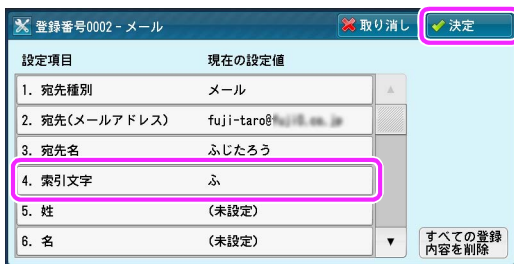 登録番号0002 - メール
取り消し
決定
設定項目 現在の設定値
1. 宛先種別 メール
2. 宛先(メールアドレス) fuji-taro@
3. 宛先名 ふじたろう
4. 索引文字 ふ
5. 姓 (未設定)
6. 名 (未設定)
すべての登録
内容を削除